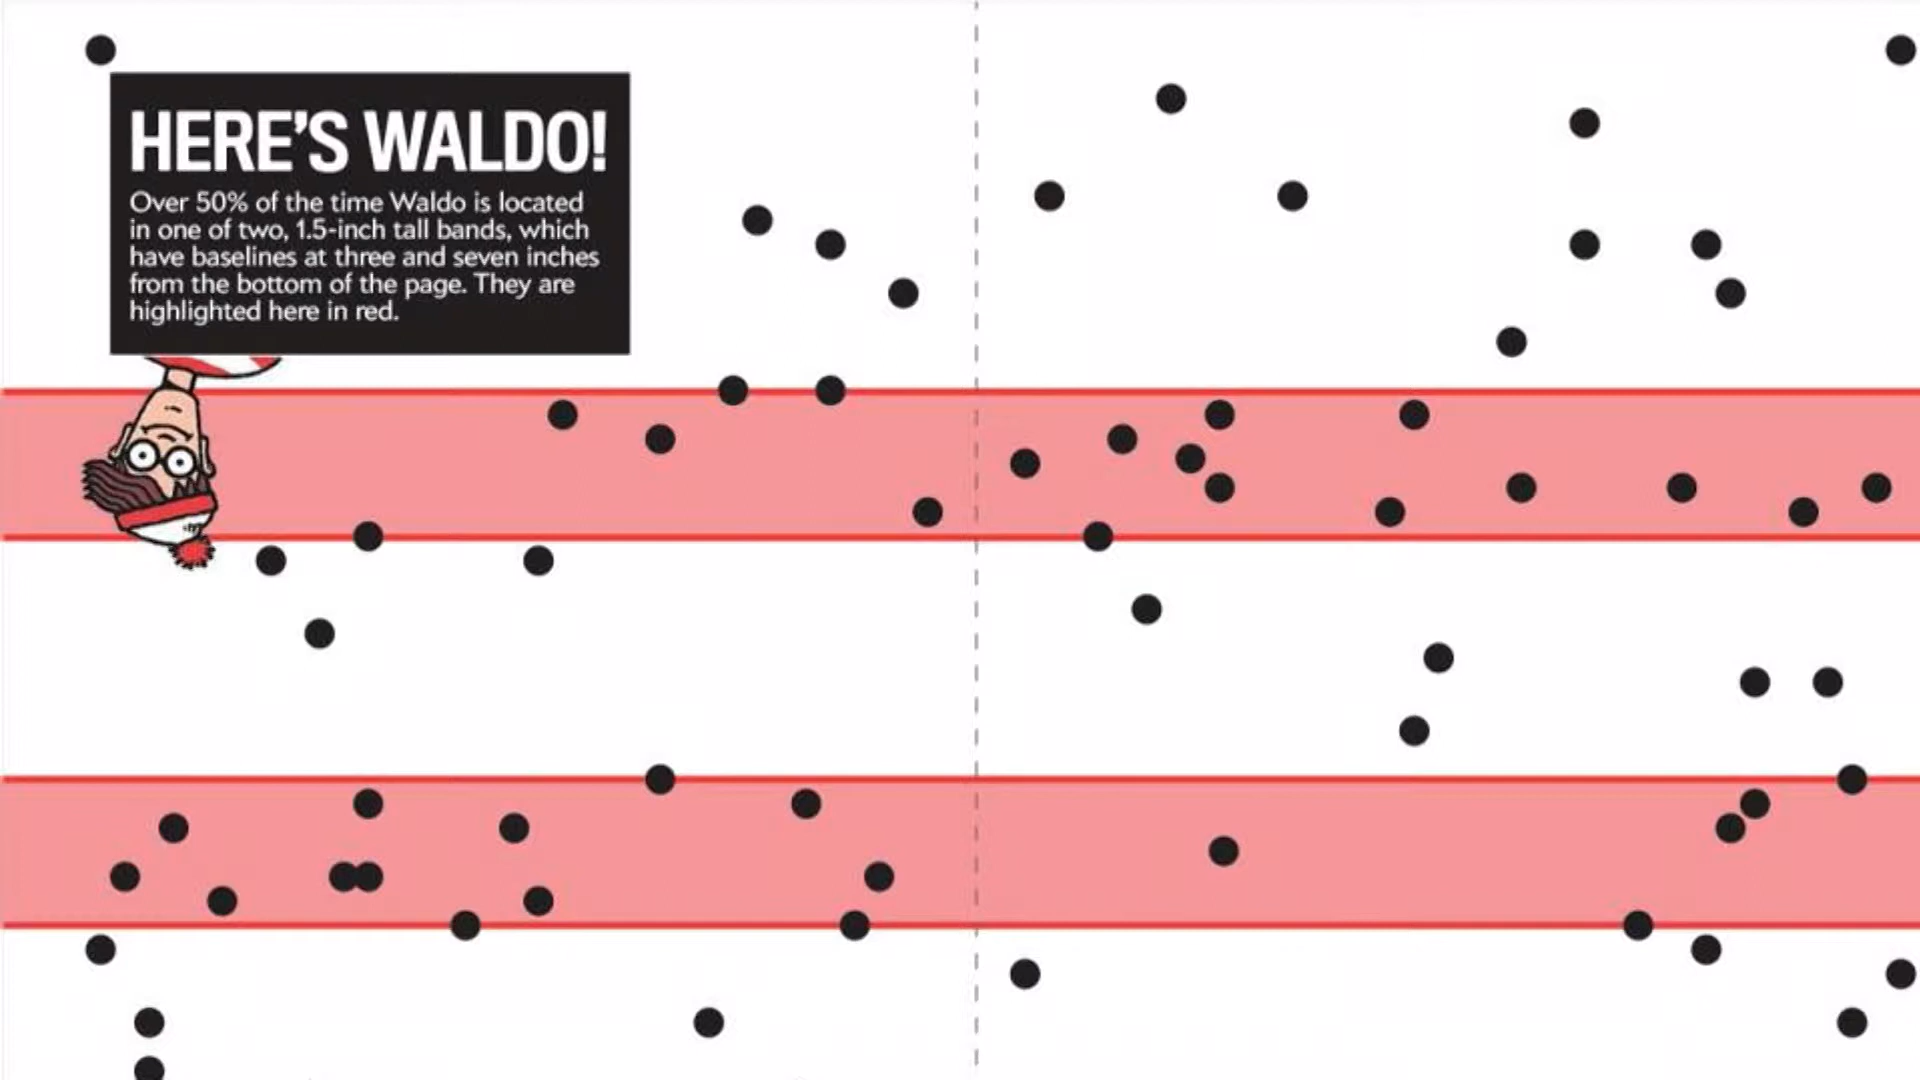 HERE'S WALDO!
Over 50% of the time Waldo is located
in one of two, 1.5-inch tall bands, which
have baselines at three and seven inches
from the bottom of the page. They are
highlighted here in red.